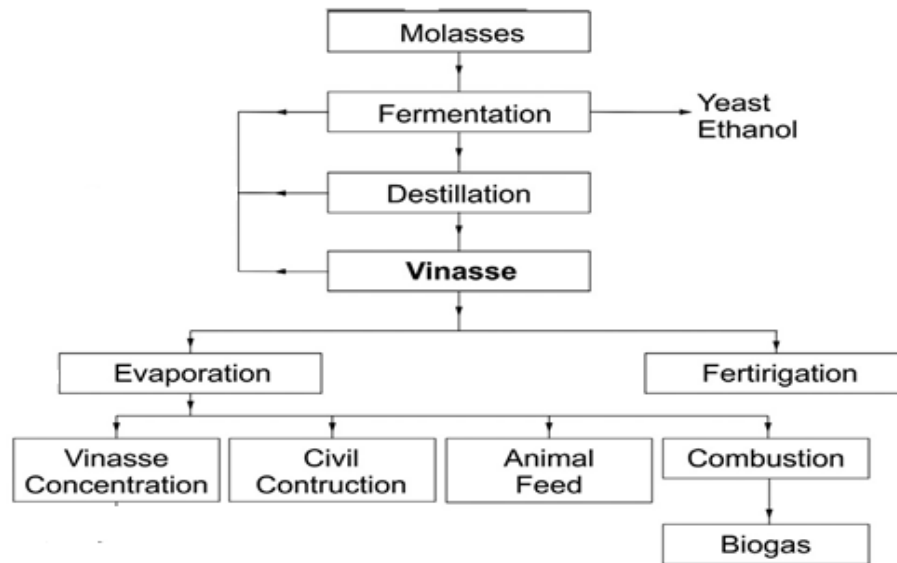 Molasses
Fermentation
Yeast
Ethanol
Destillation
Vinasse
Evaporation
Fertirigation
Vinasse
Concentration
Civil
Contruction
Animal
Feed
Combustion
Biogas